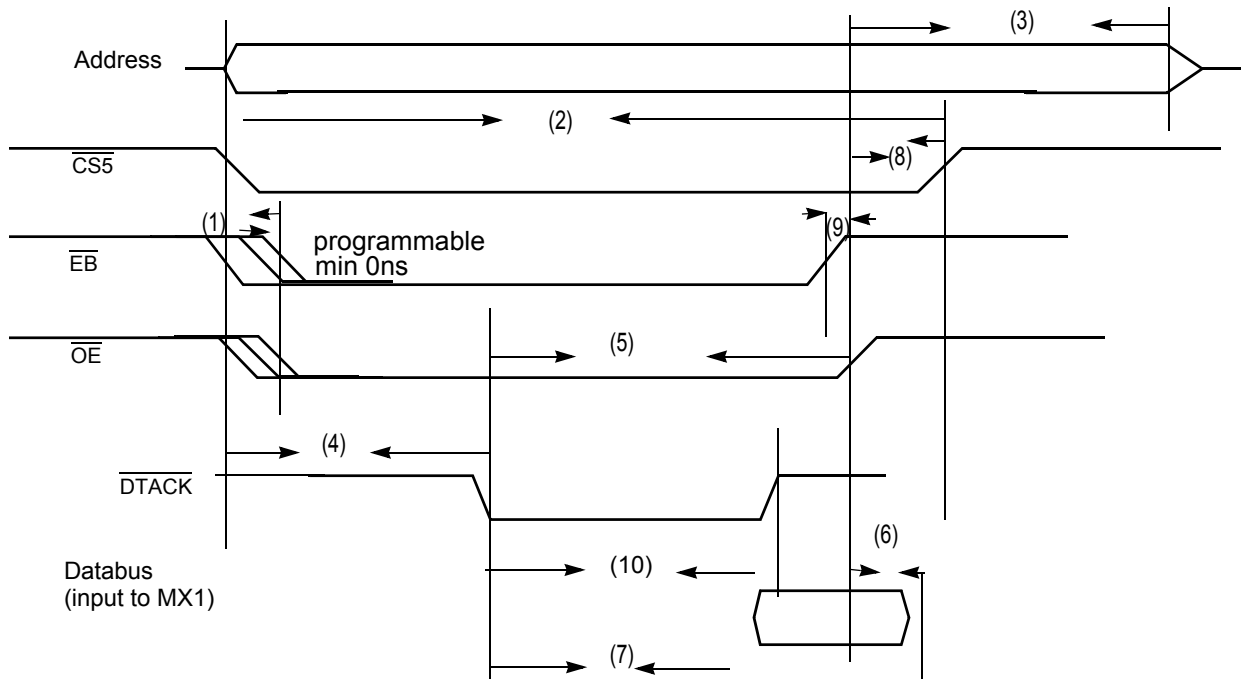 (3)
Address
(2)
(8)
CS5
(1)
(9)
programmable
min 0ns
EB
(5)
OE
(4)
DTACK
(6)
(10)
Databus
(input to MX1)
(7)